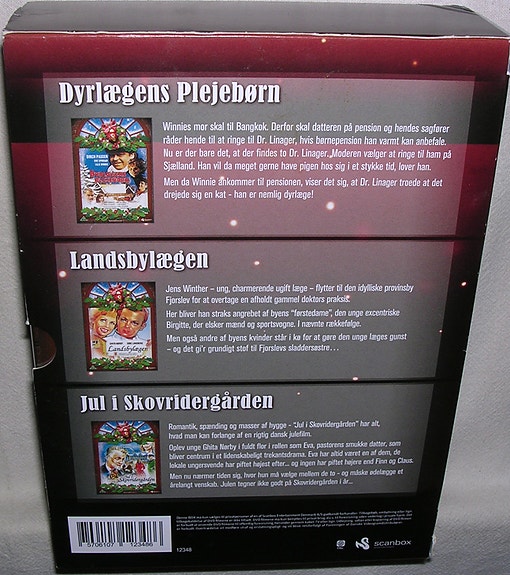 Dyrlægens Plejebørn
Winnies mor skal til Bangkok. Derfor skal datteren på pension og hendes sagfører
råder hende til at ringe til Dr. Linager, hvis børnepension han varmt kan anbefale.
Nu er der bare det, at der findes to Dr. Linager. Moderen vælger at ringe til ham på
Sjælland. Han vil da meget gerne have pigen hos sig i et stykke tid, lover han.
Men da Winnie ankommer til pensionen, viser det sig, at Dr. Linager troede at det
drejede sig en kat - han er nemlig dyrlæge!
Landsbylægen
Jens Winther – ung, charmerende ugift læge – flytter til den idylliske provinsby
Fjorslev for at overtage en afholdt gammel doktors praksis.
Her bliver han straks angrebet af byens "førstedame", den unge excentriske
Birgitte, der elsker mænd og sportsvogne. I nævnte rækkefølge.
Men også andre af byens kvinder står i kø for at gøre den unge læges gunst
– og det gi'r grundigt stof til Fjorslevs sladdersøstre...
Landsbylægen
Jul i Skovridergården
Romantik, spænding og masser af hygge - "Jul i Skovridergården" har alt,
hvad man kan forlange af en rigtig dansk julefilm.
Oplev unge Ghita Nørby i fuldt flor i rollen som Eva, pastorens smukke datter, som
bliver centrum i et lidenskabeligt trekantsdrama. Eva har altid været en af dem, de
lokale ungersvende har piftet højest efter... og ingen har piftet højere end Finn og Claus.
Men nu nærmer tiden sig, hvor hun må vælge mellem de to - og måske ødelægge et
årelangt venskab. Julen tegner ikke godt på Skovridergården i år...
5 706107 123486
12348
scanbox